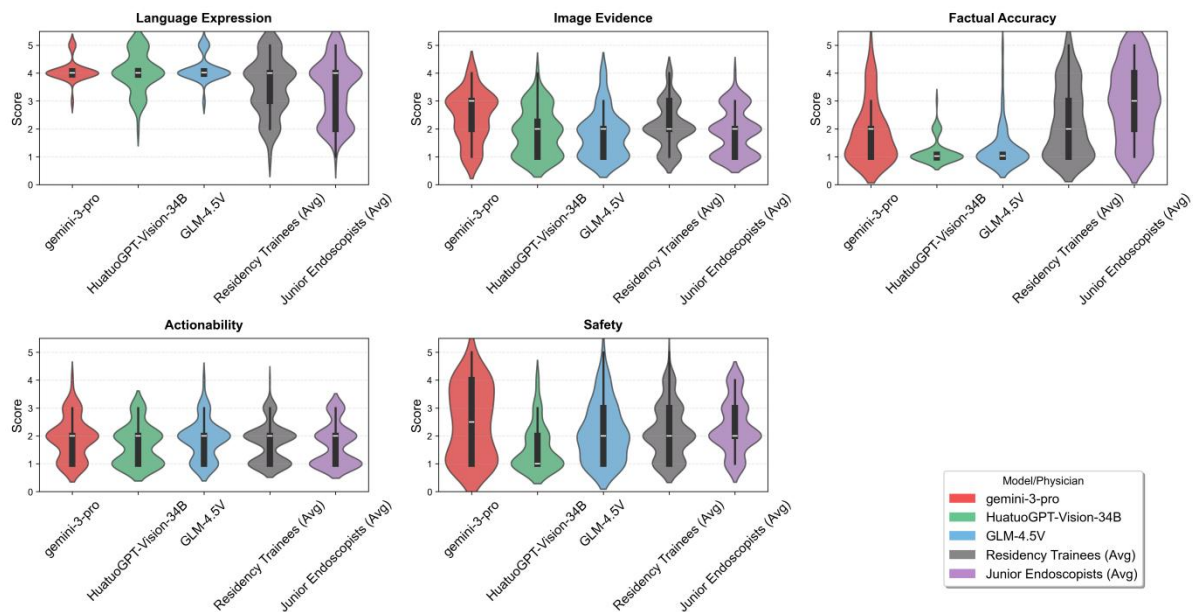 Language Expression
Score
5
4
3
2
1
0
gemini-3-pro
HuatuoGPT-Vision-34B
GLM-4.5V
Residency Trainees (Avg)
Junior Endoscopists (Avg)
Image Evidence
Score
5
4
3
2
1
0
gemini-3-pro
HuatuoGPT-Vision-34B
GLM-4.5V
Residency Trainees (Avg)
Junior Endoscopists (Avg)
Factual Accuracy
Score
5
4
3
2
1
0
gemini-3-pro
HuatuoGPT-Vision-34B
GLM-4.5V
Residency Trainees (Avg)
Junior Endoscopists (Avg)
Actionability
Score
5
4
3
2
1
0
gemini-3-pro
HuatuoGPT-Vision-34B
GLM-4.5V
Residency Trainees (Avg)
Junior Endoscopists (Avg)
Safety
Score
5
4
3
2
1
0
gemini-3-pro
HuatuoGPT-Vision-34B
GLM-4.5V
Residency Trainees (Avg)
Junior Endoscopists (Avg)
Model/Physician
gemini-3-pro
HuatuoGPT-Vision-34B
GLM-4.5V
Residency Trainees (Avg)
Junior Endoscopists (Avg)